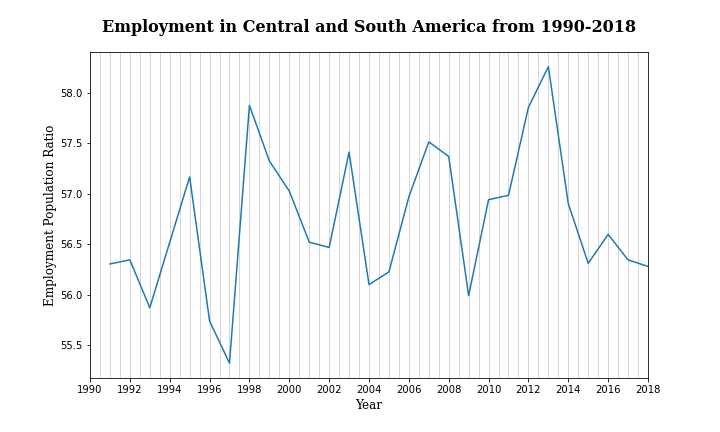 Employment in Central and South America from 1990-2018
Employment Population Ratio
58.0
57.5
57.0
56.5
56.0
55.5
1990 1992 1994 1996 1998 2000 2002 2004 2006 2008 2010 2012 2014 2016 2018
Year